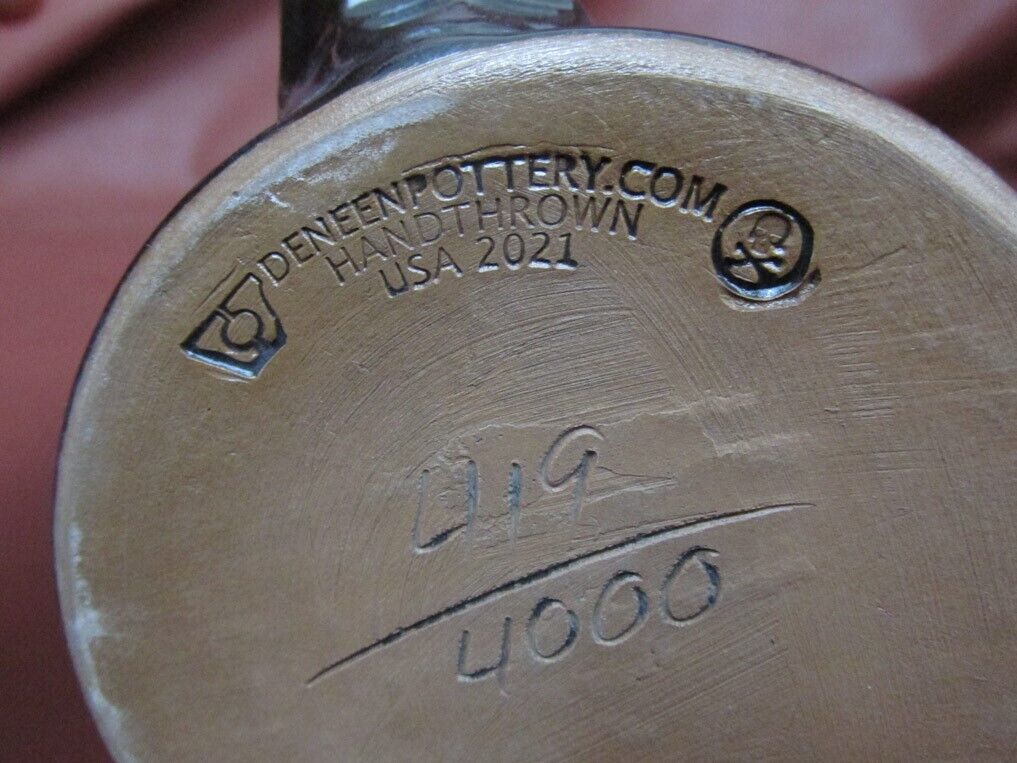 DENEENPOTTERY.COM
HANDTHROWN
USA 2021
419
4000